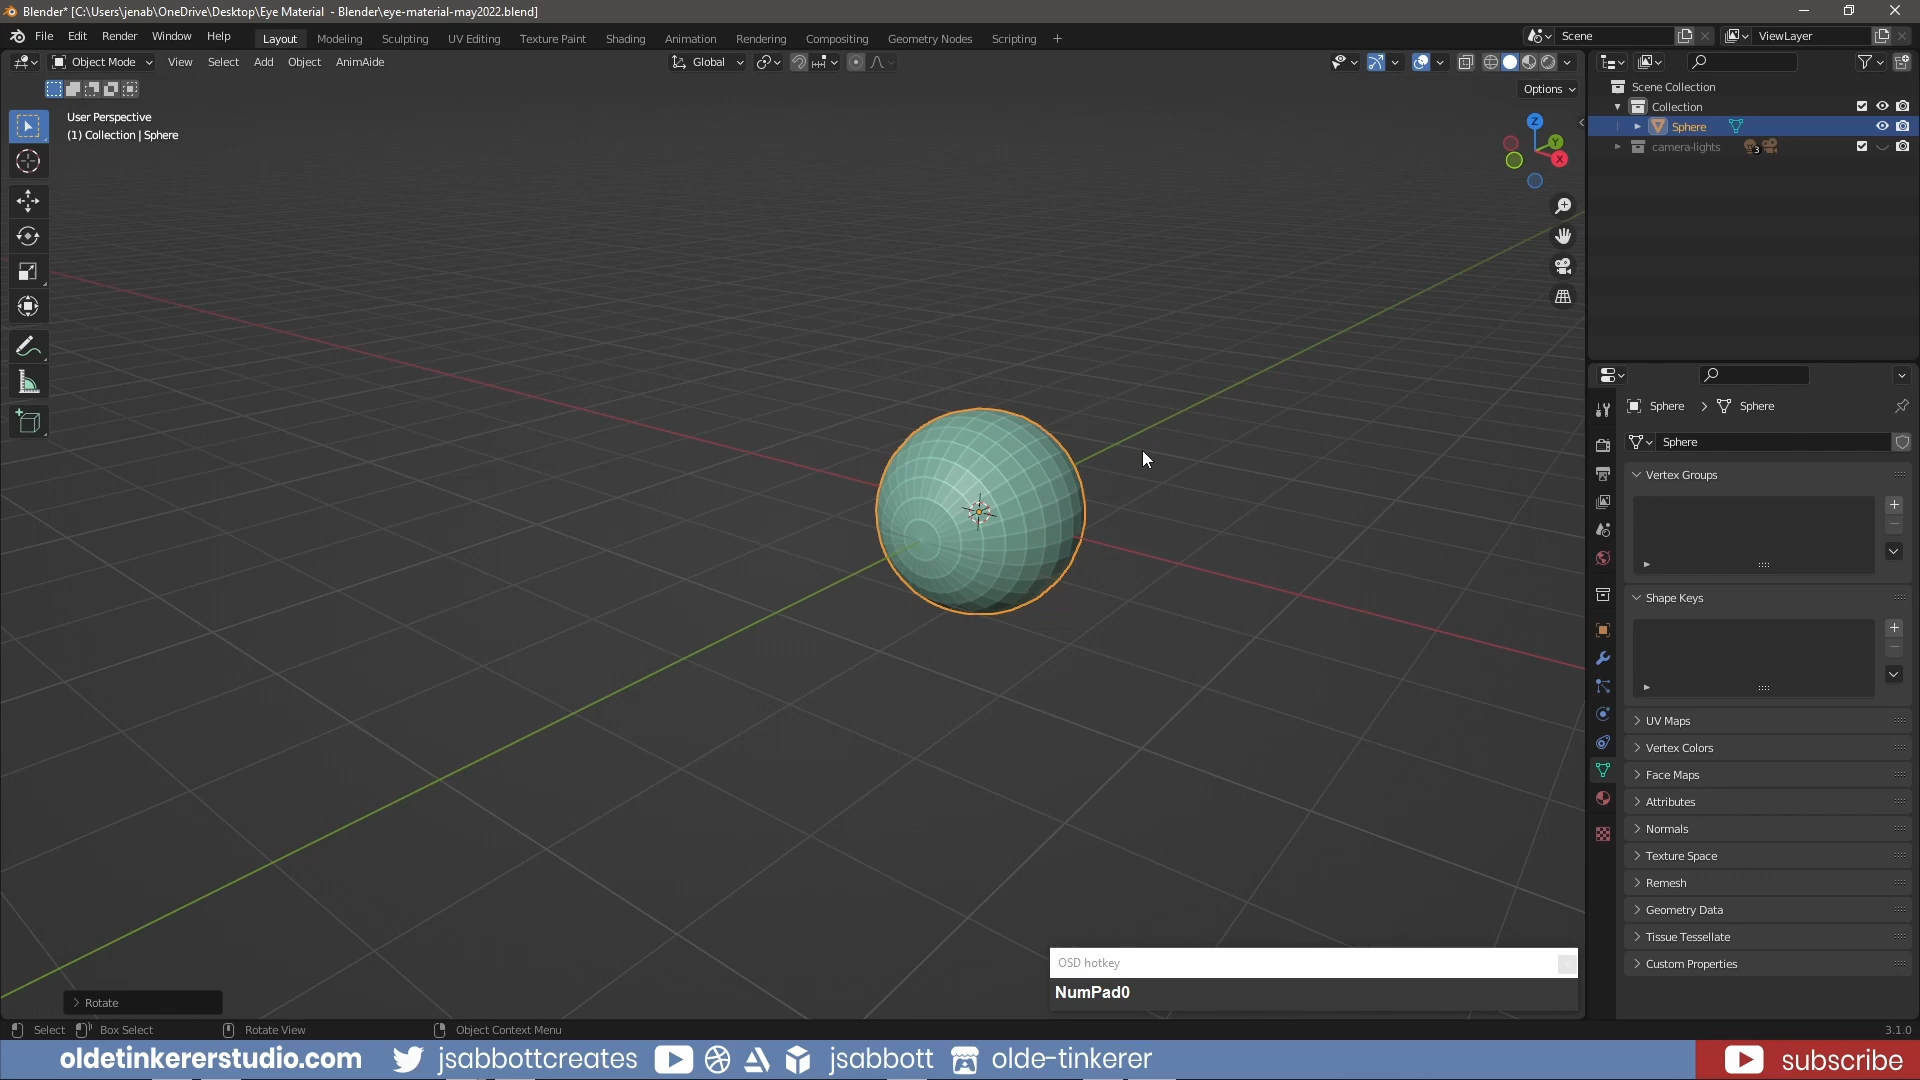 Blender* [C:\Users\jenab\OneDrive\Desktop\Eye Material - Blender\eye-material-may2022.blend]
File Edit Render Window Help Layout Modeling Sculpting UV Editing Texture Paint Shading Animation Rendering Compositing Geometry Nodes Scripting + Scene ViewLayer
Object Mode View Select Add Object AnimAide Global
Options
User Perspective
(1) Collection | Sphere
Z
Y
X
Scene Collection
Collection
Sphere
camera-lights 3
Sphere > Sphere
Sphere
Vertex Groups
Shape Keys
UV Maps
Vertex Colors
Face Maps
Attributes
Normals
Texture Space
Remesh
Geometry Data
Tissue Tessellate
Custom Properties
OSD hotkey
NumPad0
Rotate
Select Box Select Rotate View Object Context Menu 3.1.0
oldetinkererstudio.com jsabbottcreates jsabbott olde-tinkerer subscribe